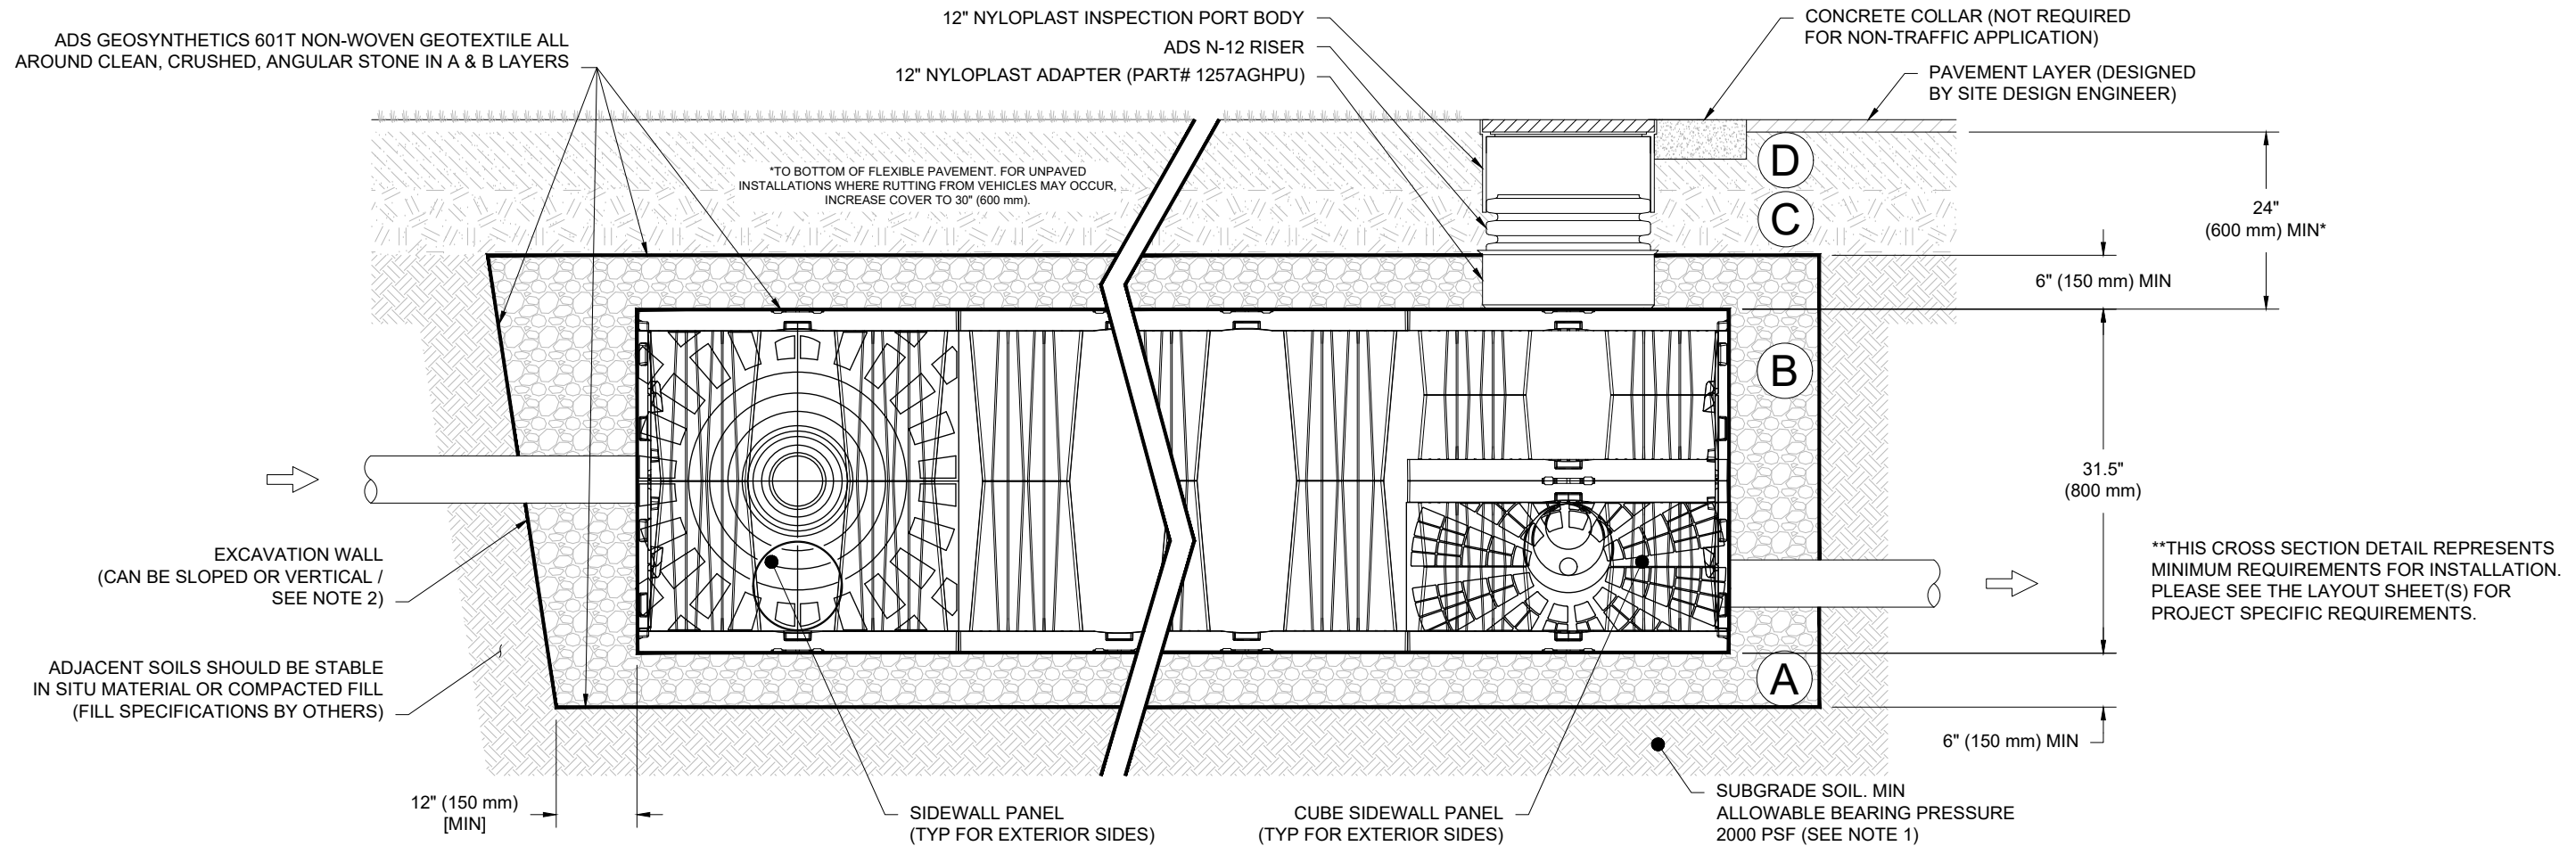 12" NYLOPLAST INSPECTION PORT BODY
ADS N-12 RISER
12" NYLOPLAST ADAPTER (PART# 1257AGHPU)
CONCRETE COLLAR (NOT REQUIRED
FOR NON-TRAFFIC APPLICATION)
PAVEMENT LAYER (DESIGNED
BY SITE DESIGN ENGINEER)
ADS GEOSYNTHETICS 601T NON-WOVEN GEOTEXTILE ALL
AROUND CLEAN, CRUSHED, ANGULAR STONE IN A & B LAYERS
*TO BOTTOM OF FLEXIBLE PAVEMENT. FOR UNPAVED
INSTALLATIONS WHERE RUTTING FROM VEHICLES MAY OCCUR,
INCREASE COVER TO 30" (600 mm).
D
C
24"
(600 mm) MIN*
6" (150 mm) MIN
B
31.5"
(800 mm)
EXCAVATION WALL
(CAN BE SLOPED OR VERTICAL /
SEE NOTE 2)
**THIS CROSS SECTION DETAIL REPRESENTS
MINIMUM REQUIREMENTS FOR INSTALLATION.
PLEASE SEE THE LAYOUT SHEET(S) FOR
PROJECT SPECIFIC REQUIREMENTS.
ADJACENT SOILS SHOULD BE STABLE
IN SITU MATERIAL OR COMPACTED FILL
(FILL SPECIFICATIONS BY OTHERS)
A
6" (150 mm) MIN
12" (150 mm)
[MIN]
SIDEWALL PANEL
(TYP FOR EXTERIOR SIDES)
CUBE SIDEWALL PANEL
(TYP FOR EXTERIOR SIDES)
SUBGRADE SOIL. MIN
ALLOWABLE BEARING PRESSURE
2000 PSF (SEE NOTE 1)